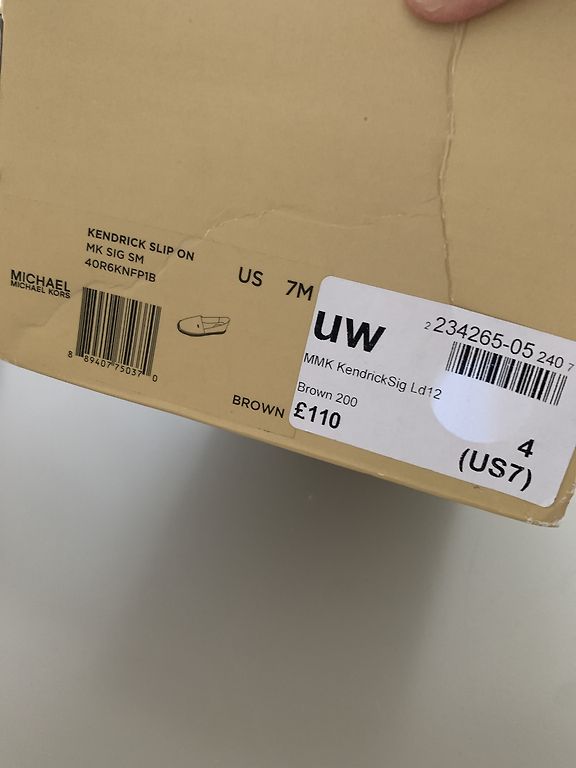 KENDRICK SLIP ON
MK SIG SM
40R6KNFP1B
MICHAEL
MICHAEL KORS
US 7M
8 89407 75037 0
BROWN
uw
2 234265-05 240 7
MMK KendrickSig Ld12
Brown 200
£110
4
(US7)